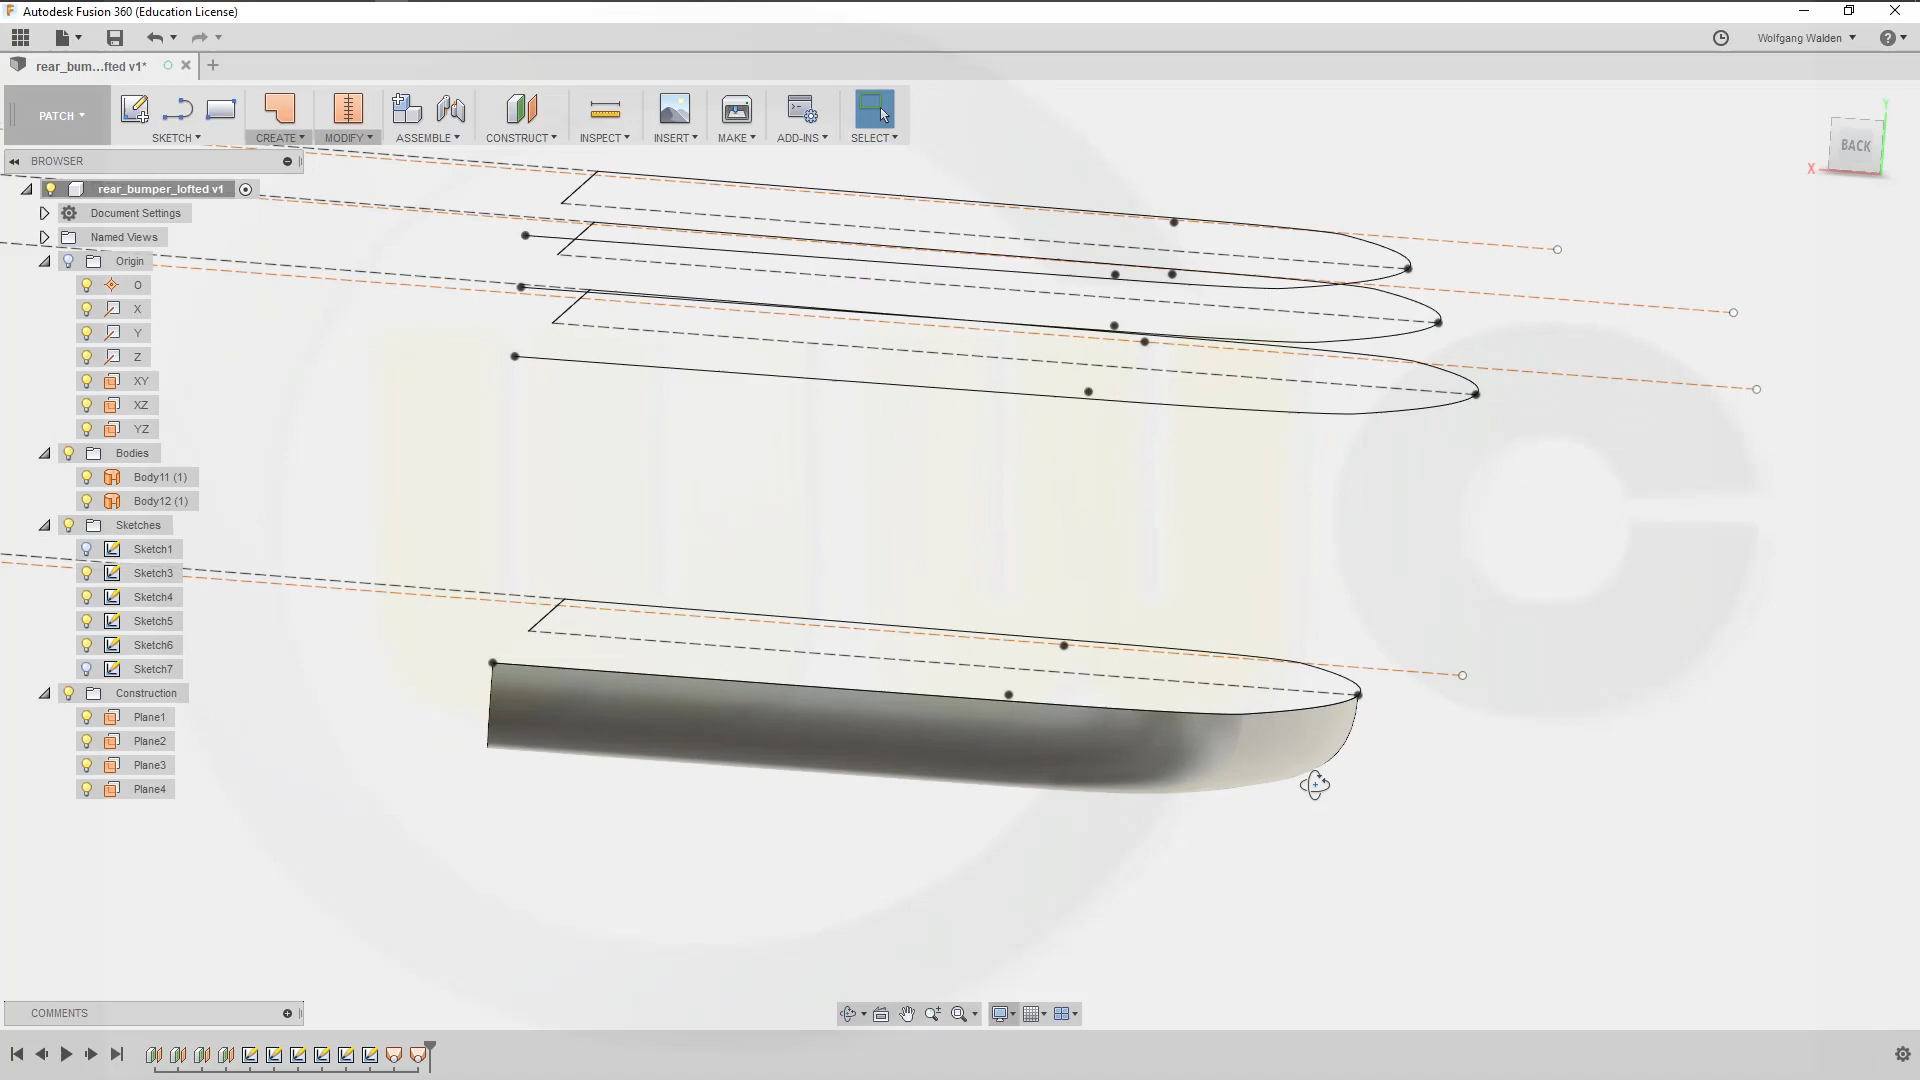 Autodesk Fusion 360 (Education License)
Wolfgang Walden
?
rear_bum...fted v1*
PATCH
SKETCH
CREATE
MODIFY
ASSEMBLE
CONSTRUCT
INSPECT
INSERT
MAKE
ADD-INS
SELECT
Y
BACK
X
BROWSER
rear_bumper_lofted v1
Document Settings
Named Views
Origin
O
X
Y
Z
XY
XZ
YZ
Bodies
Body11 (1)
Body12 (1)
Sketches
Sketch1
Sketch3
Sketch4
Sketch5
Sketch6
Sketch7
Construction
Plane1
Plane2
Plane3
Plane4
COMMENTS